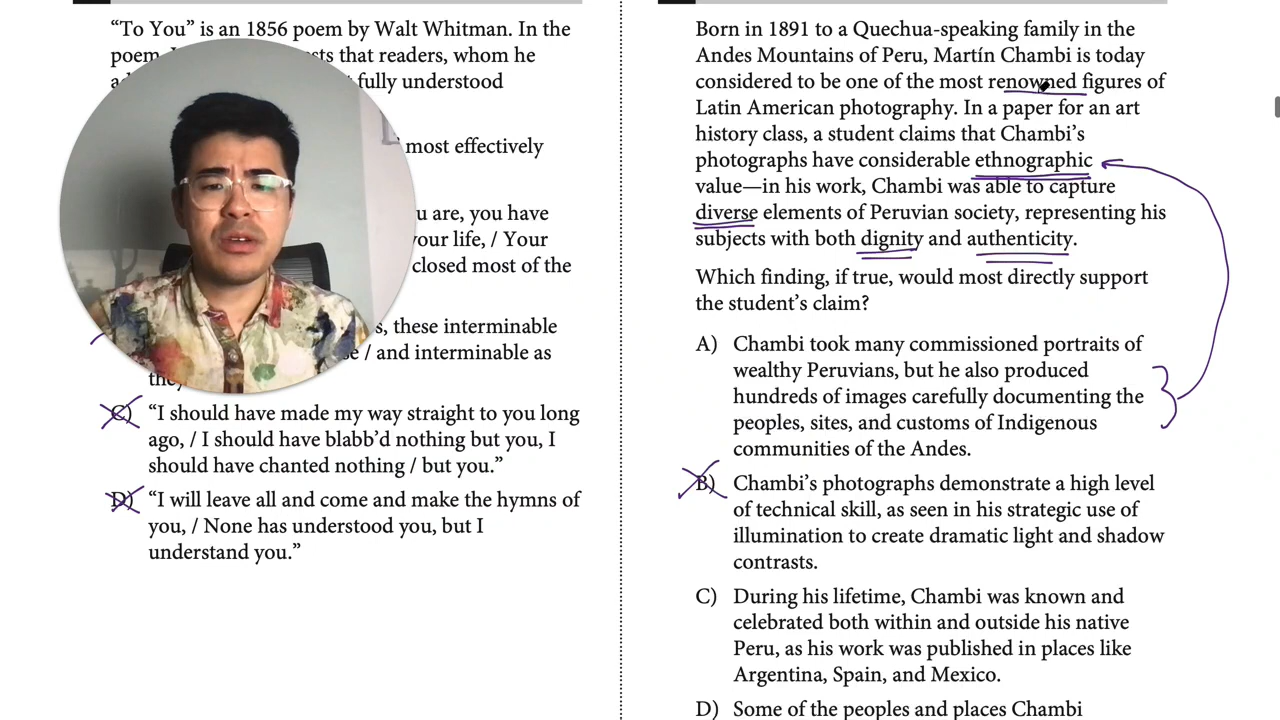 “To You” is an 1856 poem by Walt Whitman. In the
poem
sts that readers, whom he
fully understood
most effectively
u are, you have
your life, / Your
closed most of the
s, these interminable
/ and interminable as
they
C) “I should have made my way straight to you long
ago, / I should have blabb’d nothing but you, I
should have chanted nothing / but you.”
D) “I will leave all and come and make the hymns of
you, / None has understood you, but I
understand you.”
Born in 1891 to a Quechua-speaking family in the
Andes Mountains of Peru, Martín Chambi is today
considered to be one of the most renowned figures of
Latin American photography. In a paper for an art
history class, a student claims that Chambi’s
photographs have considerable ethnographic
value—in his work, Chambi was able to capture
diverse elements of Peruvian society, representing his
subjects with both dignity and authenticity.
Which finding, if true, would most directly support
the student’s claim?
A) Chambi took many commissioned portraits of
wealthy Peruvians, but he also produced
hundreds of images carefully documenting the
peoples, sites, and customs of Indigenous
communities of the Andes.
B) Chambi’s photographs demonstrate a high level
of technical skill, as seen in his strategic use of
illumination to create dramatic light and shadow
contrasts.
C) During his lifetime, Chambi was known and
celebrated both within and outside his native
Peru, as his work was published in places like
Argentina, Spain, and Mexico.
D) Some of the peoples and places Chambi